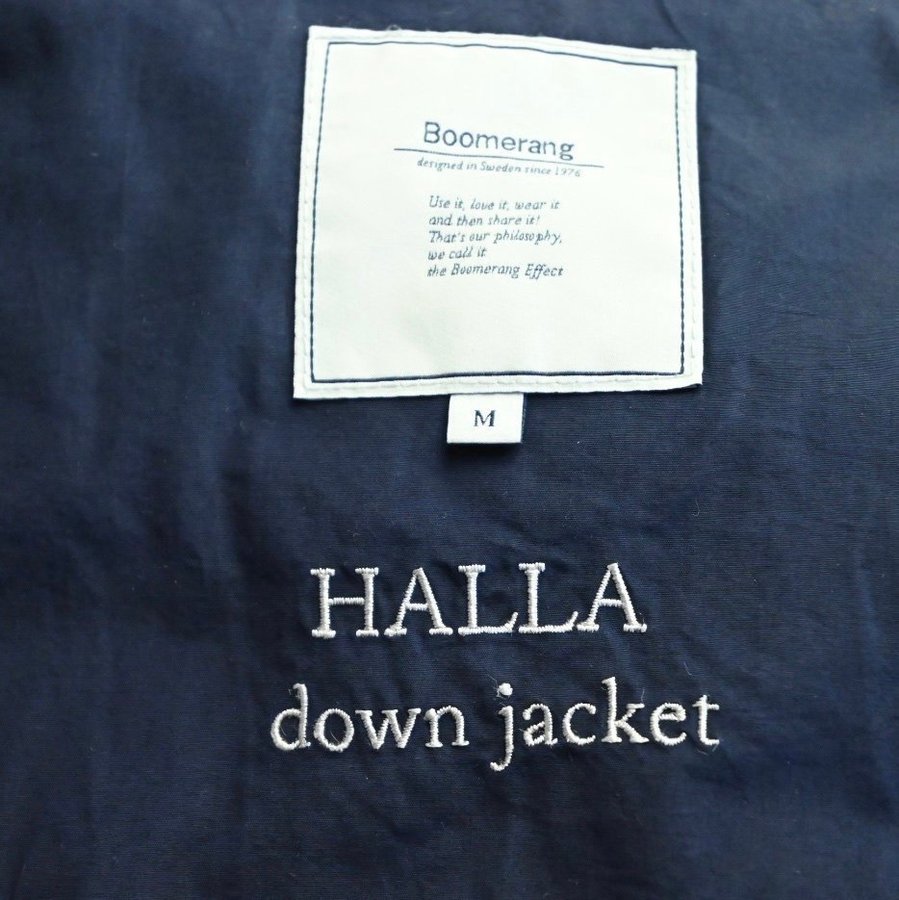 Boomerang
designed in Sweden since 1976
Use it, love it, wear it
and then share it!
That's our philosophy,
we call it
the Boomerang Effect
M
HALLA
down jacket